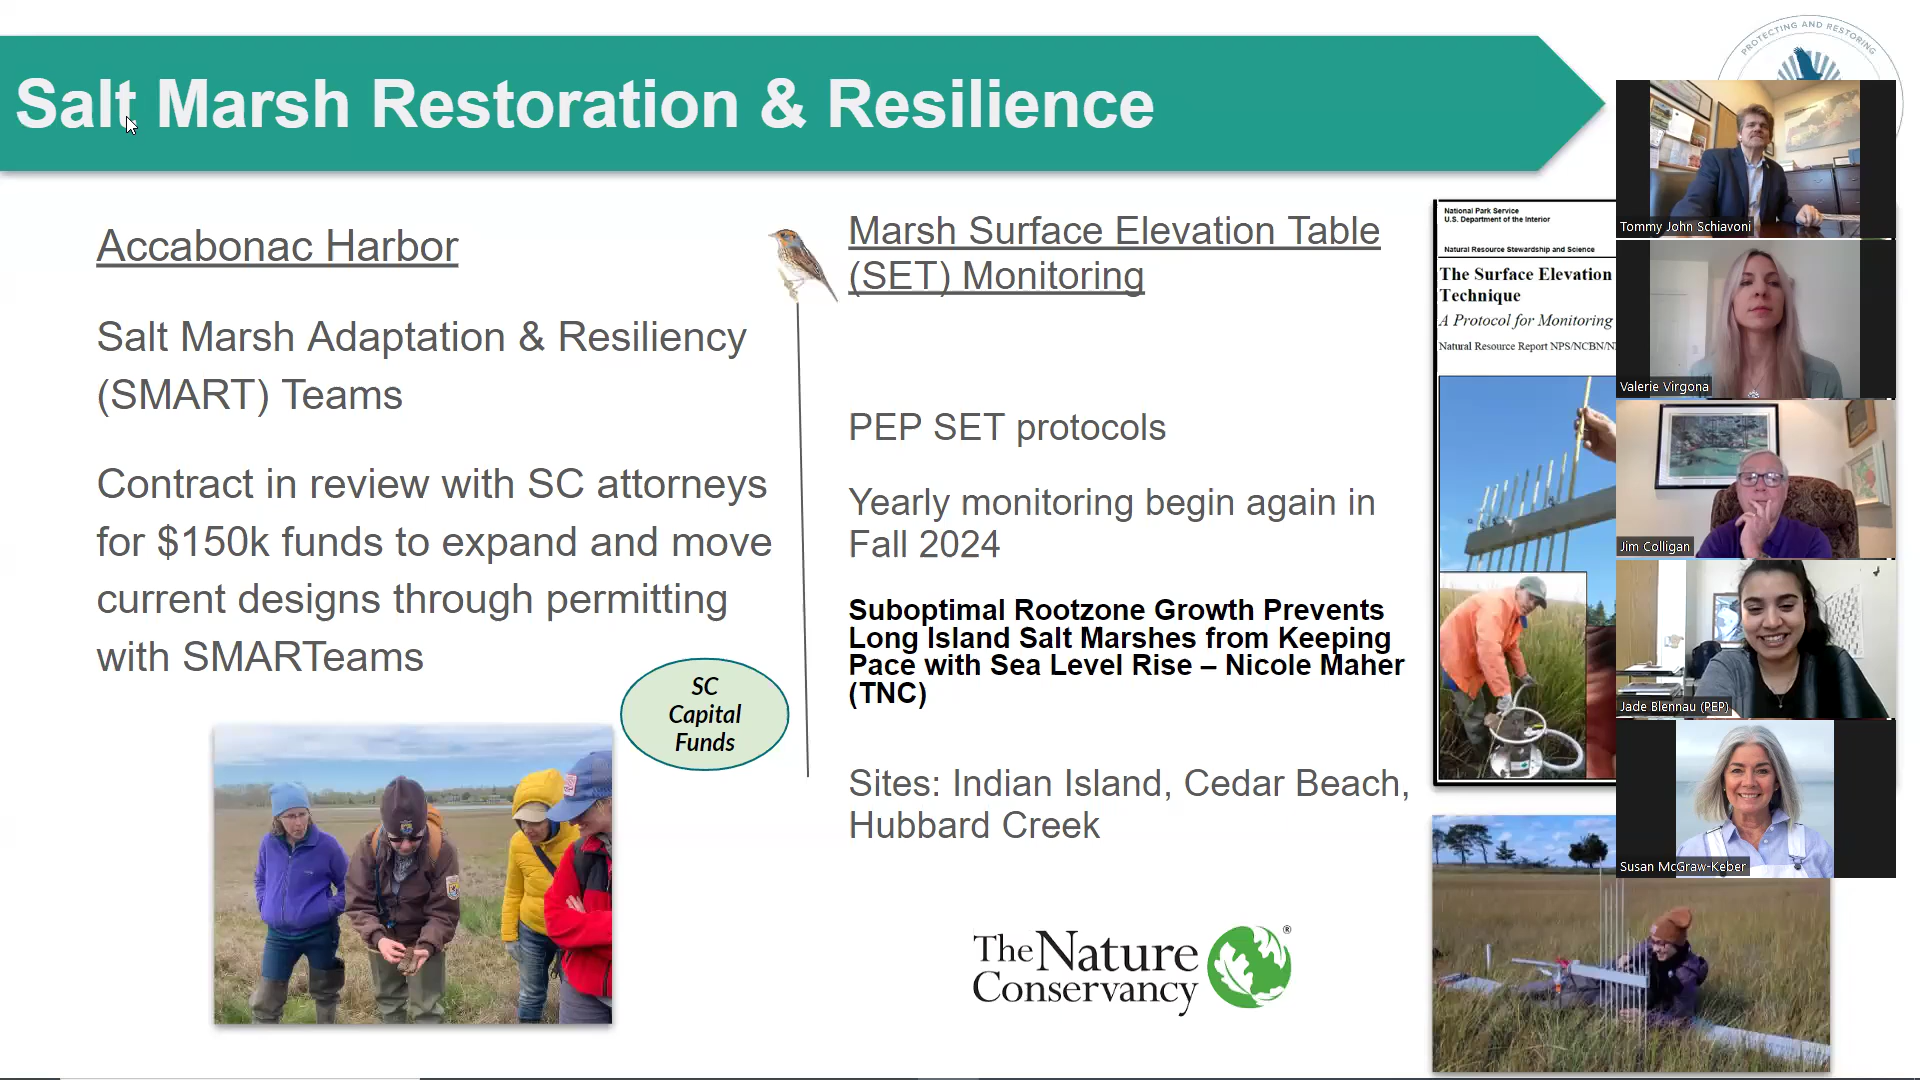 PROTECTING AND RESTORING
Salt Marsh Restoration & Resilience
Accabonac Harbor
Salt Marsh Adaptation & Resiliency
(SMART) Teams
Contract in review with SC attorneys
for $150k funds to expand and move
current designs through permitting
with SMARTeams
SC
Capital
Funds
Marsh Surface Elevation Table
(SET) Monitoring
PEP SET protocols
Yearly monitoring begin again in
Fall 2024
Suboptimal Rootzone Growth Prevents
Long Island Salt Marshes from Keeping
Pace with Sea Level Rise – Nicole Maher
(TNC)
Sites: Indian Island, Cedar Beach,
Hubbard Creek
The Nature
Conservancy
®
National Park Service
U.S. Department of the Interior
Natural Resource Stewardship and Science
The Surface Elevation
Technique
A Protocol for Monitoring
Natural Resource Report NPS/NCBN/N
Tommy John Schiavoni
Valerie Virgona
Jim Colligan
Jade Blennau (PEP)
Susan McGraw-Keber